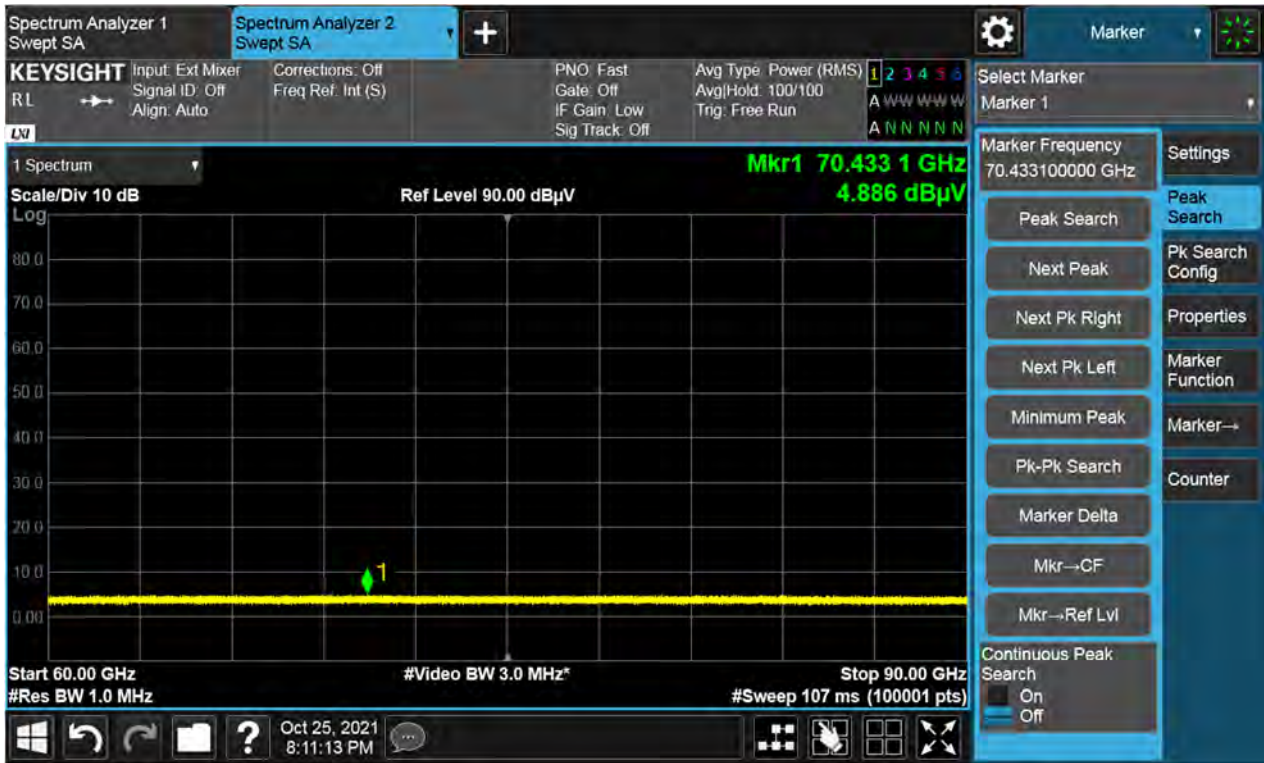 Spectrum Analyzer 1
Swept SA
Spectrum Analyzer 2
Swept SA
+
Marker
KEYSIGHT
RL
LXI
Input: Ext Mixer
Signal ID: Off
Align: Auto
Corrections: Off
Freq Ref: Int (S)
PNO: Fast
Gate: Off
IF Gain: Low
Sig Track: Off
Avg Type: Power (RMS)
Avg|Hold: 100/100
Trig: Free Run
1 2 3 4 5 6
A W W W W W
A N N N N N
Select Marker
Marker 1
1 Spectrum
Mkr1 70.433 1 GHz
Scale/Div 10 dB
Ref Level 90.00 dBµV
4.886 dBµV
Log
80.0
70.0
60.0
50.0
40.0
30.0
20.0
10.0
0.00
1
Start 60.00 GHz
#Video BW 3.0 MHz*
Stop 90.00 GHz
#Res BW 1.0 MHz
#Sweep 107 ms (100001 pts)
Marker Frequency
70.433100000 GHz
Peak Search
Next Peak
Next Pk Right
Next Pk Left
Minimum Peak
Pk-Pk Search
Marker Delta
Mkr→CF
Mkr→Ref Lvl
Continuous Peak
Search
On
Off
Settings
Peak
Search
Pk Search
Config
Properties
Marker
Function
Marker→
Counter
?
Oct 25, 2021
8:11:13 PM